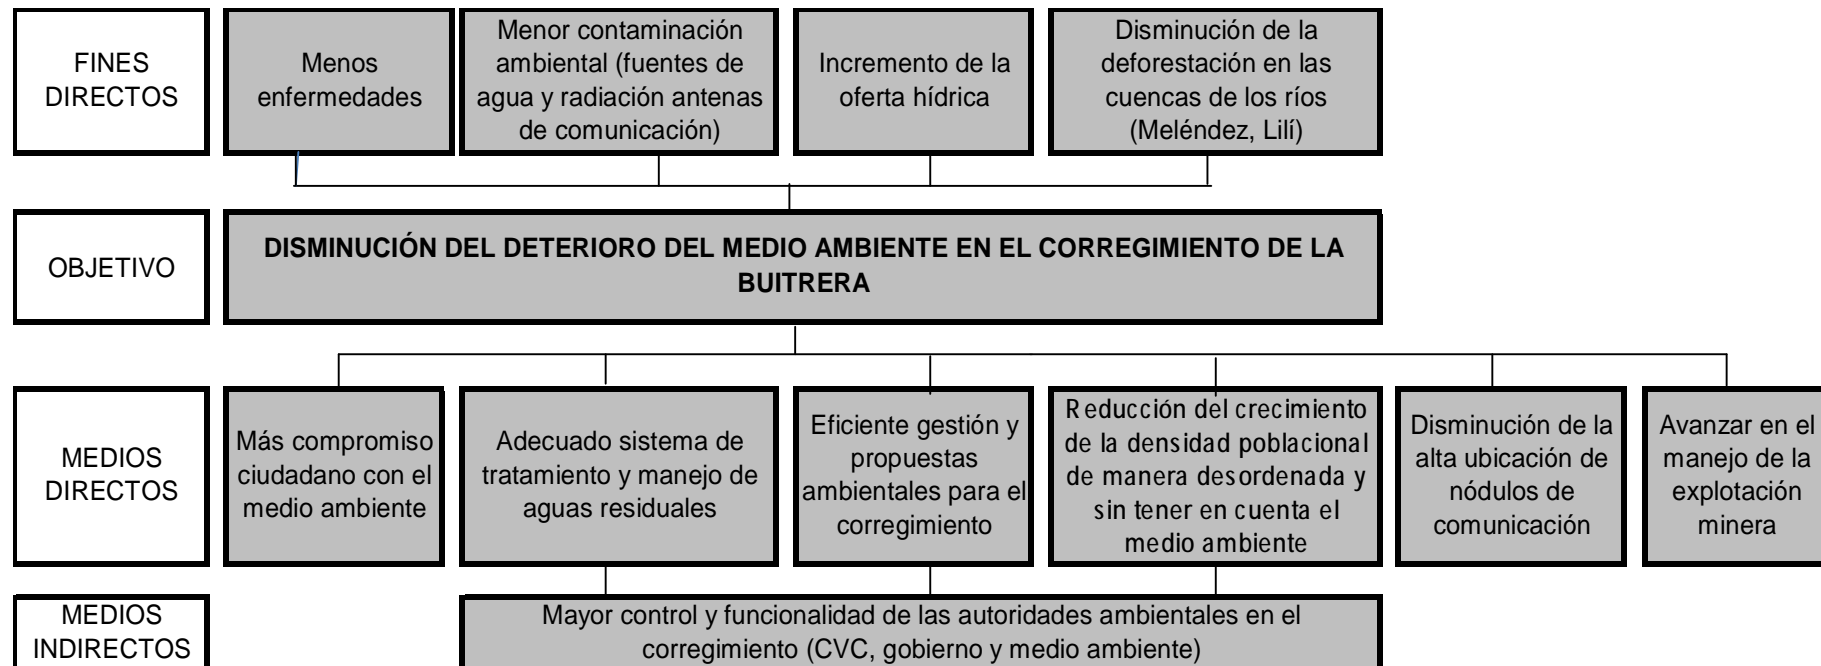 FINES
DIRECTOS
Menos
enfermedades
Menor contaminación
ambiental (fuentes de
agua y radiación antenas
de comunicación)
Incremento de la
oferta hídrica
Disminución de la
deforestación en las
cuencas de los ríos
(Meléndez, Lilí)
OBJETIVO
DISMINUCIÓN DEL DETERIORO DEL MEDIO AMBIENTE EN EL CORREGIMIENTO DE LA
BUITRERA
MEDIOS
DIRECTOS
Más compromiso
ciudadano con el
medio ambiente
Adecuado sistema de
tratamiento y manejo de
aguas residuales
Eficiente gestión y
propuestas
ambientales para el
corregimiento
Reducción del crecimiento
de la densidad poblacional
de manera desordenada y
sin tener en cuenta el
medio ambiente
Disminución de la
alta ubicación de
nódulos de
comunicación
Avanzar en el
manejo de la
explotación
minera
MEDIOS
INDIRECTOS
Mayor control y funcionalidad de las autoridades ambientales en el
corregimiento (CVC, gobierno y medio ambiente)